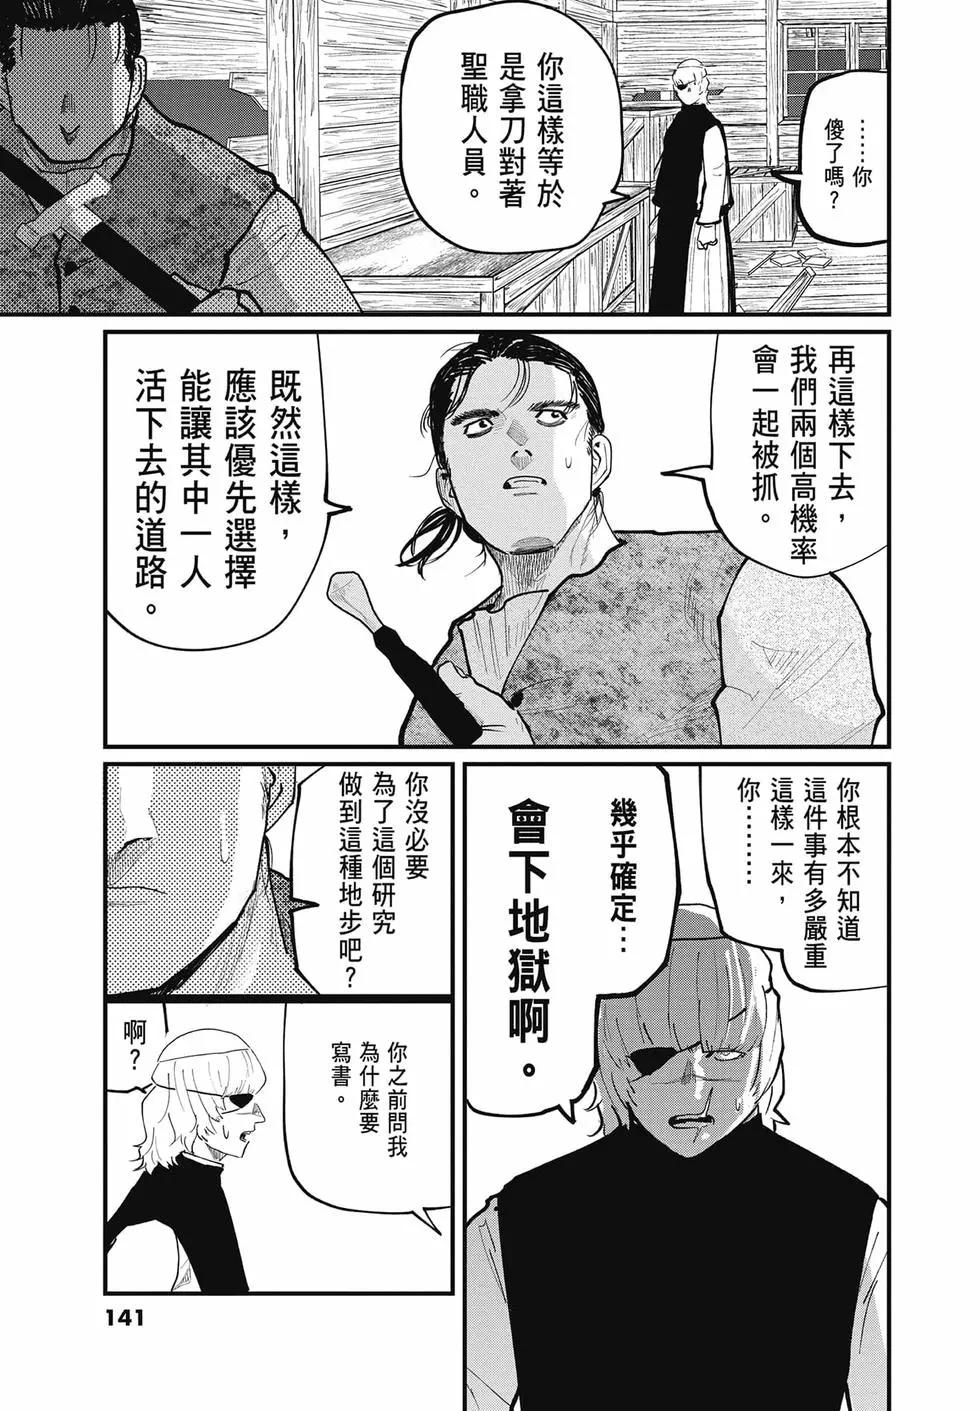 ……你
傻了嗎？
你這樣等於
是拿刀對著
聖職人員。
再這樣下去，
我們兩個高機率
會一起被抓。
既然這樣，
應該優先選擇
能讓其中一人
活下去的道路。
你根本不知道
這件事有多嚴重
這樣一來，
你………
幾乎確定…
會下地獄啊。
你沒必要
為了這個研究
做到這種地步吧？
你之前問我
為什麼要
寫書。
啊？
141